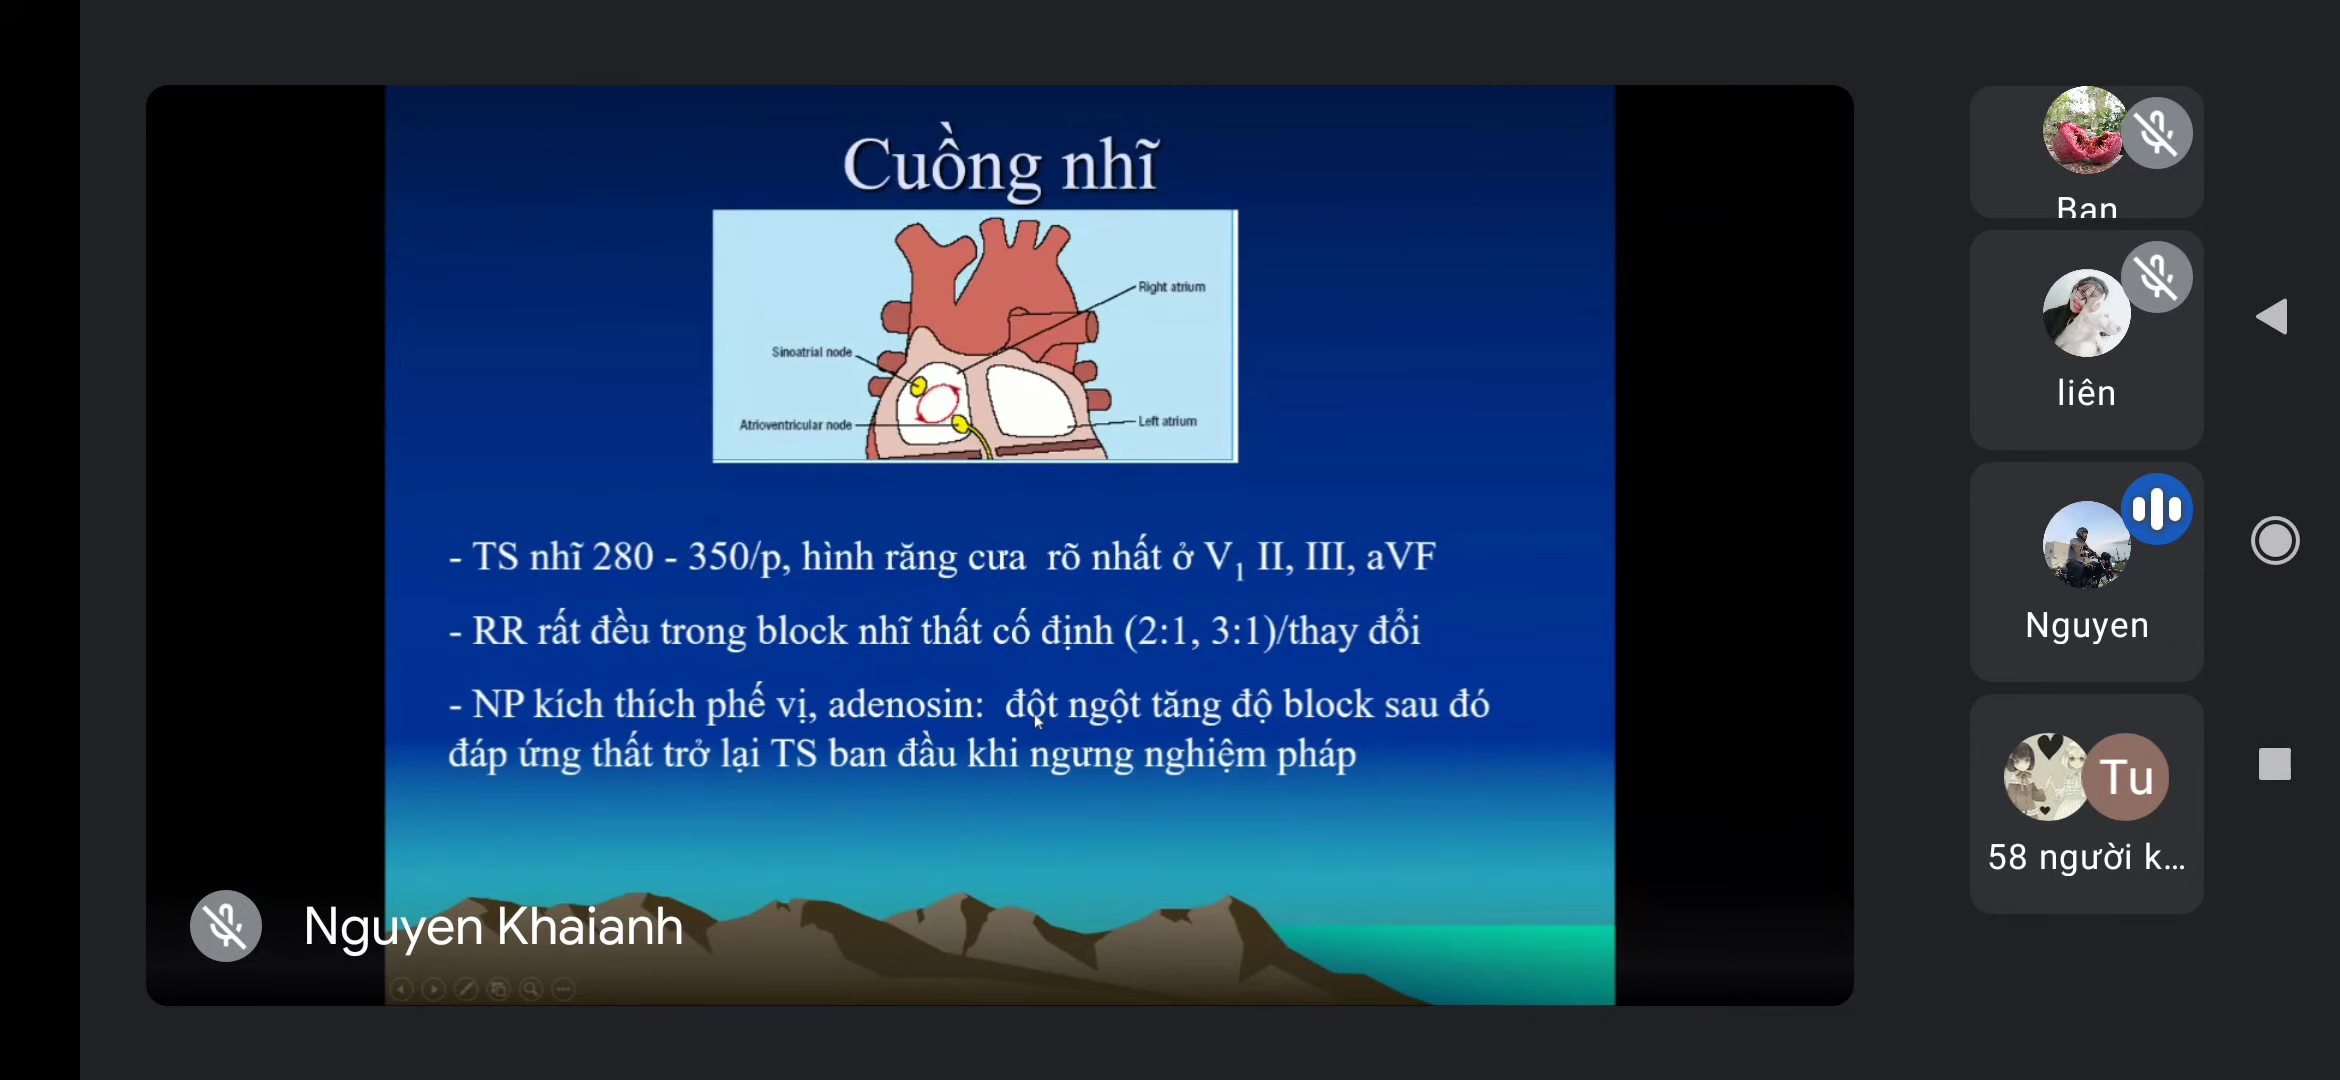 Cuồng nhĩ
Right atrium
Sinoatrial node
Atrioventricular node
Left atrium
- TS nhĩ 280 - 350/p, hình răng cưa rõ nhất ở V1 II, III, aVF
- RR rất đều trong block nhĩ thất cố định (2:1, 3:1)/thay đổi
- NP kích thích phế vị, adenosin: đột ngột tăng độ block sau đó
đáp ứng thất trở lại TS ban đầu khi ngưng nghiệm pháp
Nguyen Khaianh
liên
Nguyen
Tu
58 người k...